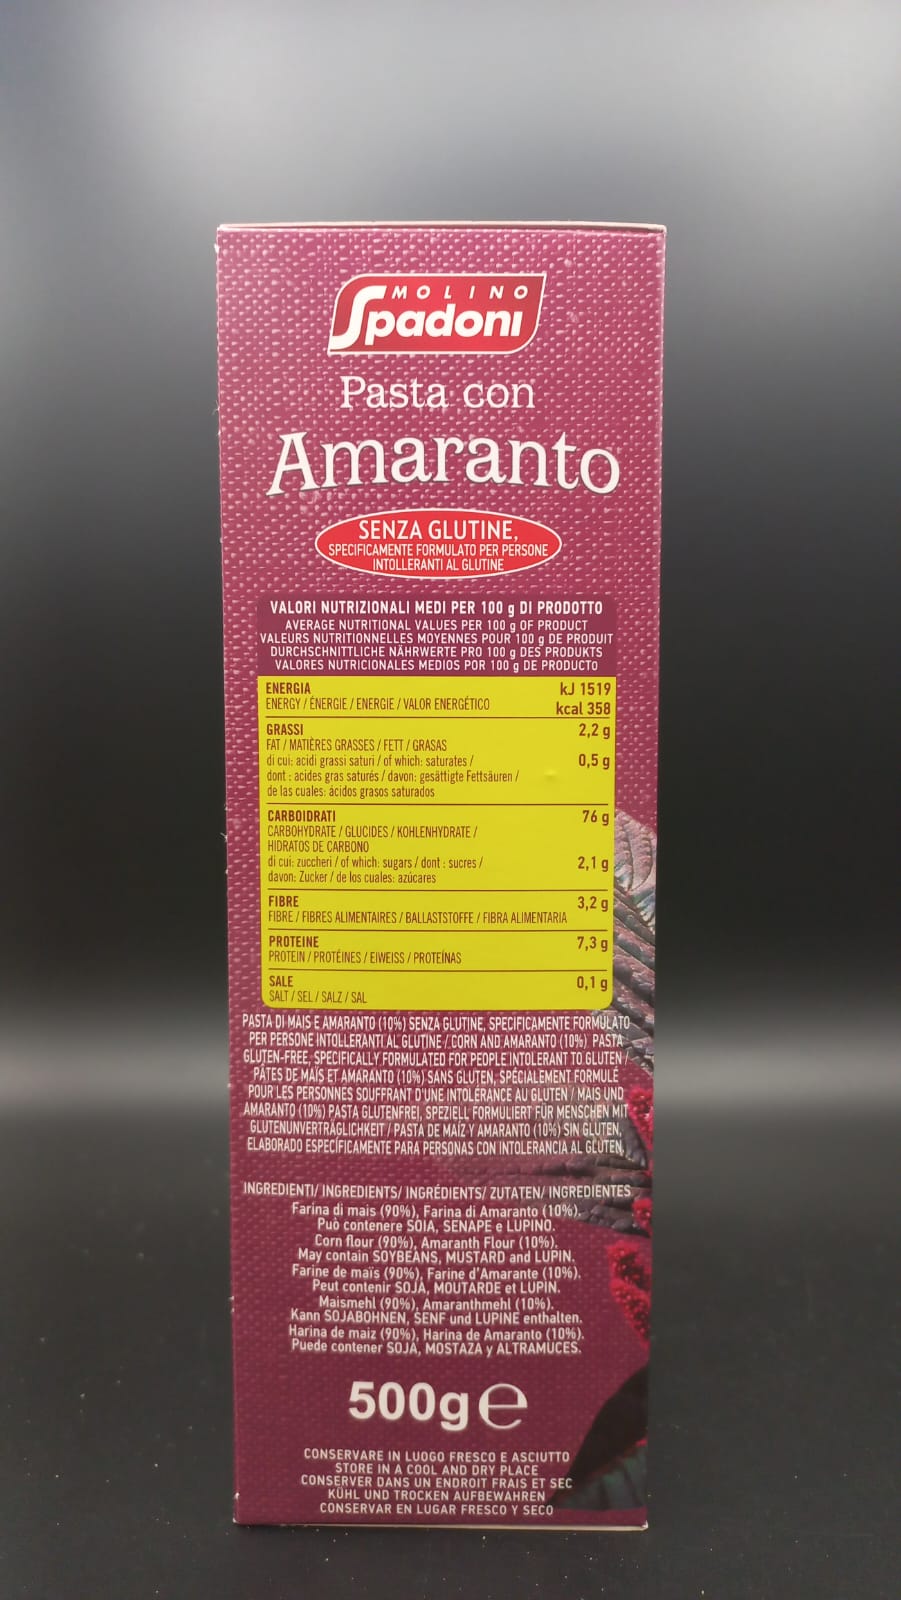 MOLINO
Spadoni
Pasta con
Amaranto
SENZA GLUTINE,
SPECIFICAMENTE FORMULATO PER PERSONE
INTOLLERANTI AL GLUTINE
VALORI NUTRIZIONALI MEDI PER 100 g DI PRODOTTO
AVERAGE NUTRITIONAL VALUES PER 100 g OF PRODUCT
VALEURS NUTRITIONNELLES MOYENNES POUR 100 g DE PRODUIT
DURCHSCHNITTLICHE NÄHRWERTE PRO 100 g DES PRODUKTS
VALORES NUTRICIONALES MEDIOS POR 100 g DE PRODUCTO
ENERGIA kJ 1519
ENERGY / ÉNERGIE / ENERGIE / VALOR ENERGÉTICO kcal 358
GRASSI 2,2 g
FAT / MATIÈRES GRASSES / FETT / GRASAS
di cui: acidi grassi saturi / of which: saturates / 0,5 g
dont : acides gras saturés / davon: gesättigte Fettsäuren /
de las cuales: ácidos grasos saturados
CARBOIDRATI 76 g
CARBOHYDRATE / GLUCIDES / KOHLENHYDRATE /
HIDRATOS DE CARBONO
di cui: zuccheri / of which: sugars / dont : sucres / 2,1 g
davon: Zucker / de los cuales: azúcares
FIBRE 3,2 g
FIBRE / FIBRES ALIMENTAIRES / BALLASTSTOFFE / FIBRA ALIMENTARIA
PROTEINE 7,3 g
PROTEIN / PROTÉINES / EIWEISS / PROTEÍNAS
SALE 0,1 g
SALT / SEL / SALZ / SAL
PASTA DI MAIS E AMARANTO (10%) SENZA GLUTINE, SPECIFICAMENTE FORMULATO
PER PERSONE INTOLLERANTI AL GLUTINE / CORN AND AMARANTO (10%) PASTA
GLUTEN-FREE, SPECIFICALLY FORMULATED FOR PEOPLE INTOLERANT TO GLUTEN /
PÂTES DE MAÏS ET AMARANTO (10%) SANS GLUTEN, SPÉCIALEMENT FORMULÉ
POUR LES PERSONNES SOUFFRANT D'UNE INTOLÉRANCE AU GLUTEN / MAIS UND
AMARANTO (10%) PASTA GLUTENFREI, SPEZIELL FORMULIERT FÜR MENSCHEN MIT
GLUTENUNVERTRÄGLICHKEIT / PASTA DE MAÍZ Y AMARANTO (10%) SIN GLUTEN,
ELABORADO ESPECÍFICAMENTE PARA PERSONAS CON INTOLERANCIA AL GLUTEN.
INGREDIENTI/ INGREDIENTS/ INGRÉDIENTS/ ZUTATEN/ INGREDIENTES
Farina di mais (90%), Farina di Amaranto (10%).
Può contenere SOIA, SENAPE e LUPINO.
Corn flour (90%), Amaranth Flour (10%).
May contain SOYBEANS, MUSTARD and LUPIN.
Farine de maïs (90%), Farine d'Amarante (10%).
Peut contenir SOJA, MOUTARDE et LUPIN.
Maismehl (90%), Amaranthmehl (10%).
Kann SOJABOHNEN, SENF und LUPINE enthalten.
Harina de maiz (90%), Harina de Amaranto (10%).
Puede contener SOJA, MOSTAZA y ALTRAMUCES.
500g e
CONSERVARE IN LUOGO FRESCO E ASCIUTTO
STORE IN A COOL AND DRY PLACE
CONSERVER DANS UN ENDROIT FRAIS ET SEC
KÜHL UND TROCKEN AUFBEWAHREN
CONSERVAR EN LUGAR FRESCO Y SECO